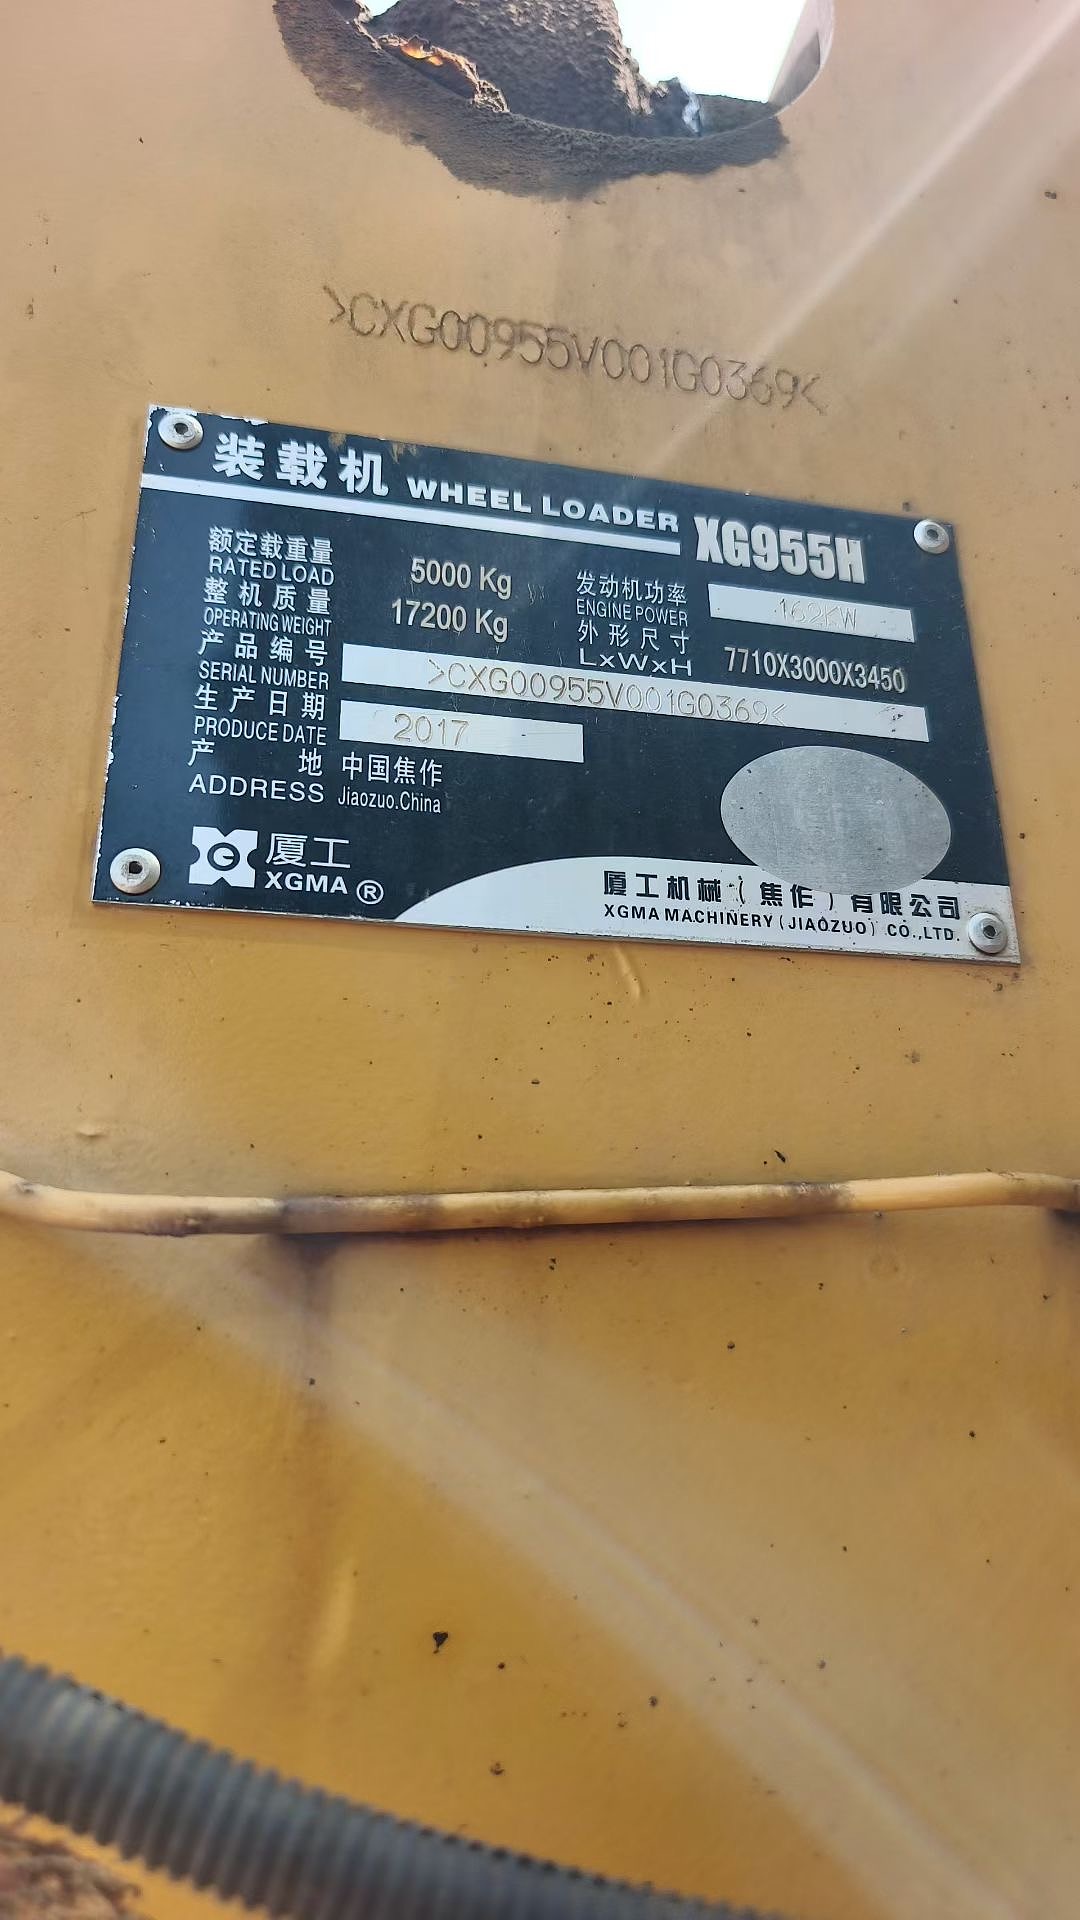 >CXG00955V001G0369<
装载机 WHEEL LOADER XG955H
额定载重量
RATED LOAD 5000 Kg
整机质量
OPERATING WEIGHT 17200 Kg
发动机功率
ENGINE POWER 162KW
外形尺寸
LxWxH 7710X3000X3450
产品编号
SERIAL NUMBER >CXG00955V001G0369<
生产日期
PRODUCE DATE 2017
产地 中国焦作
ADDRESS Jiaozuo.China
厦工
XGMA ®
厦工机械(焦作)有限公司
XGMA MACHINERY (JIAOZUO) CO.,LTD.